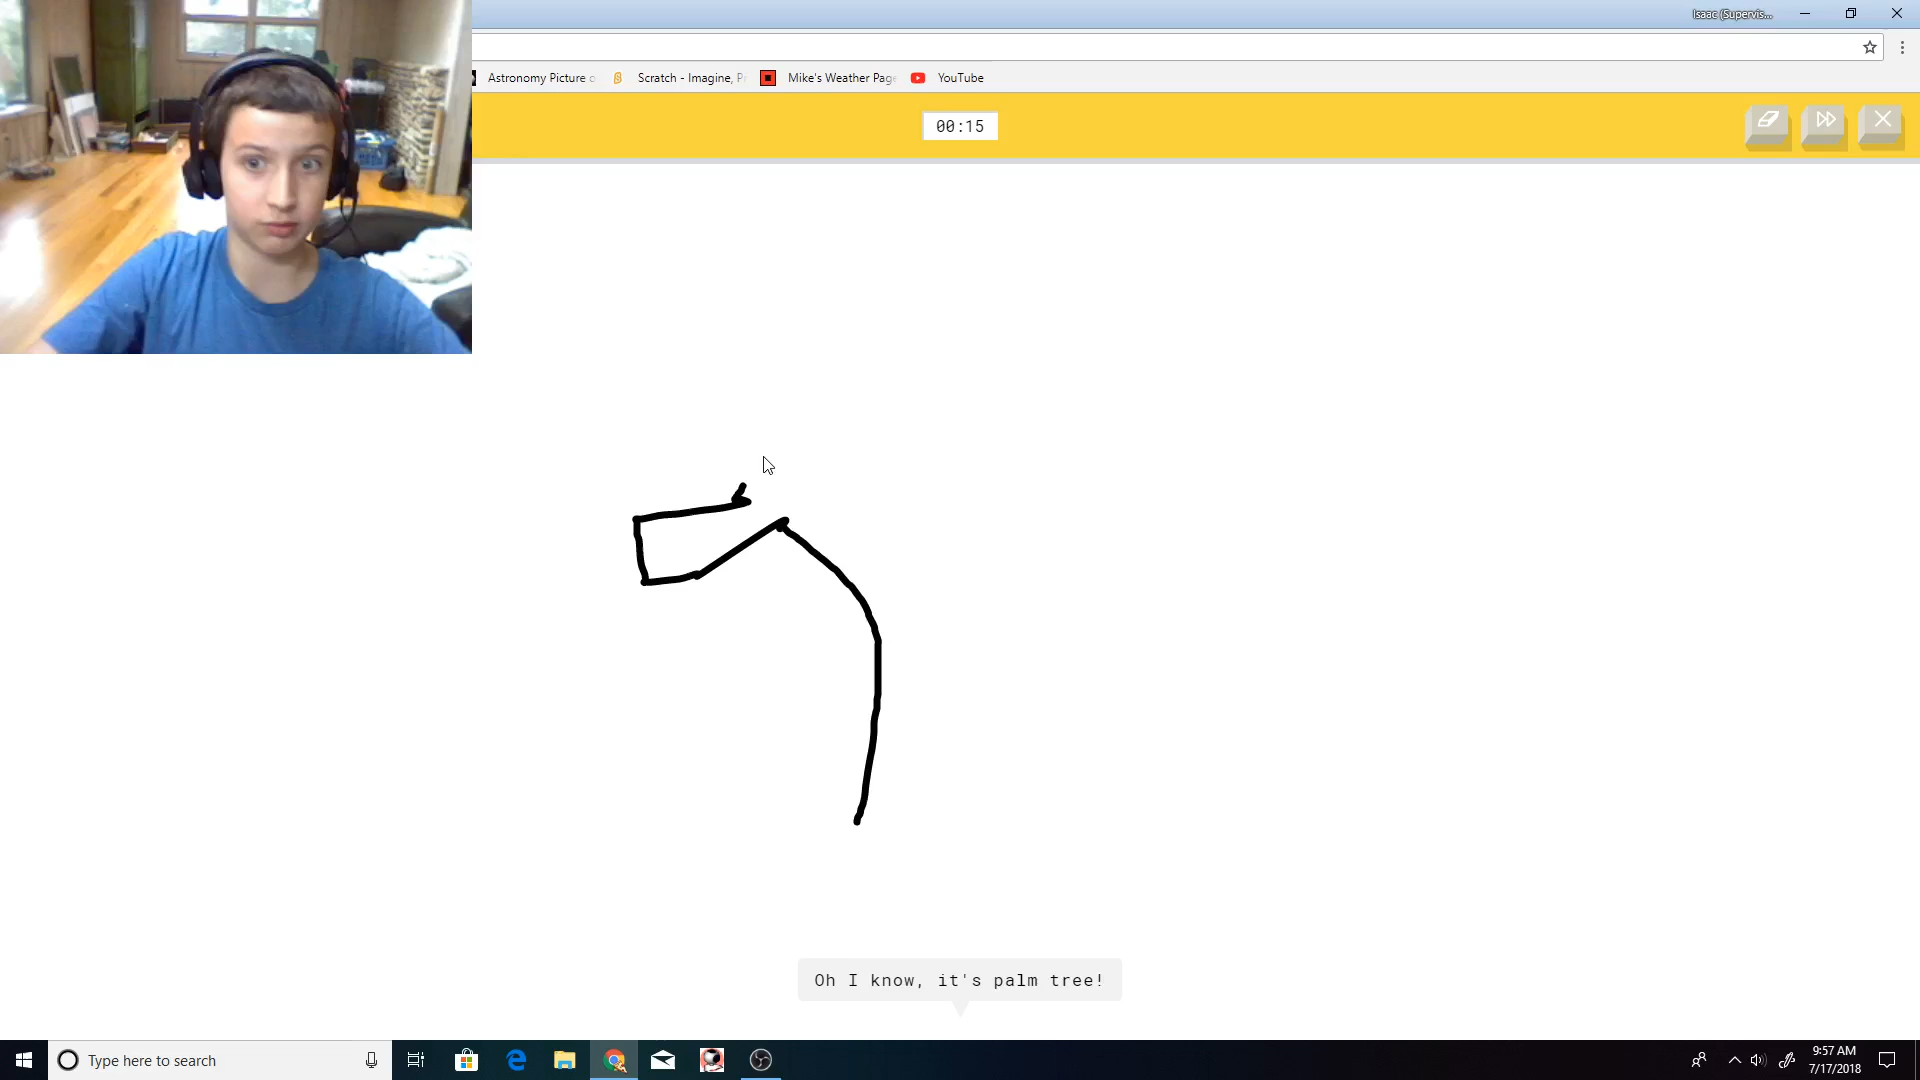 Isaac (Supervis...
Astronomy Picture o
Scratch - Imagine, Pr
Mike's Weather Page
YouTube
00:15
Oh I know, it's palm tree!
Type here to search
9:57 AM
7/17/2018